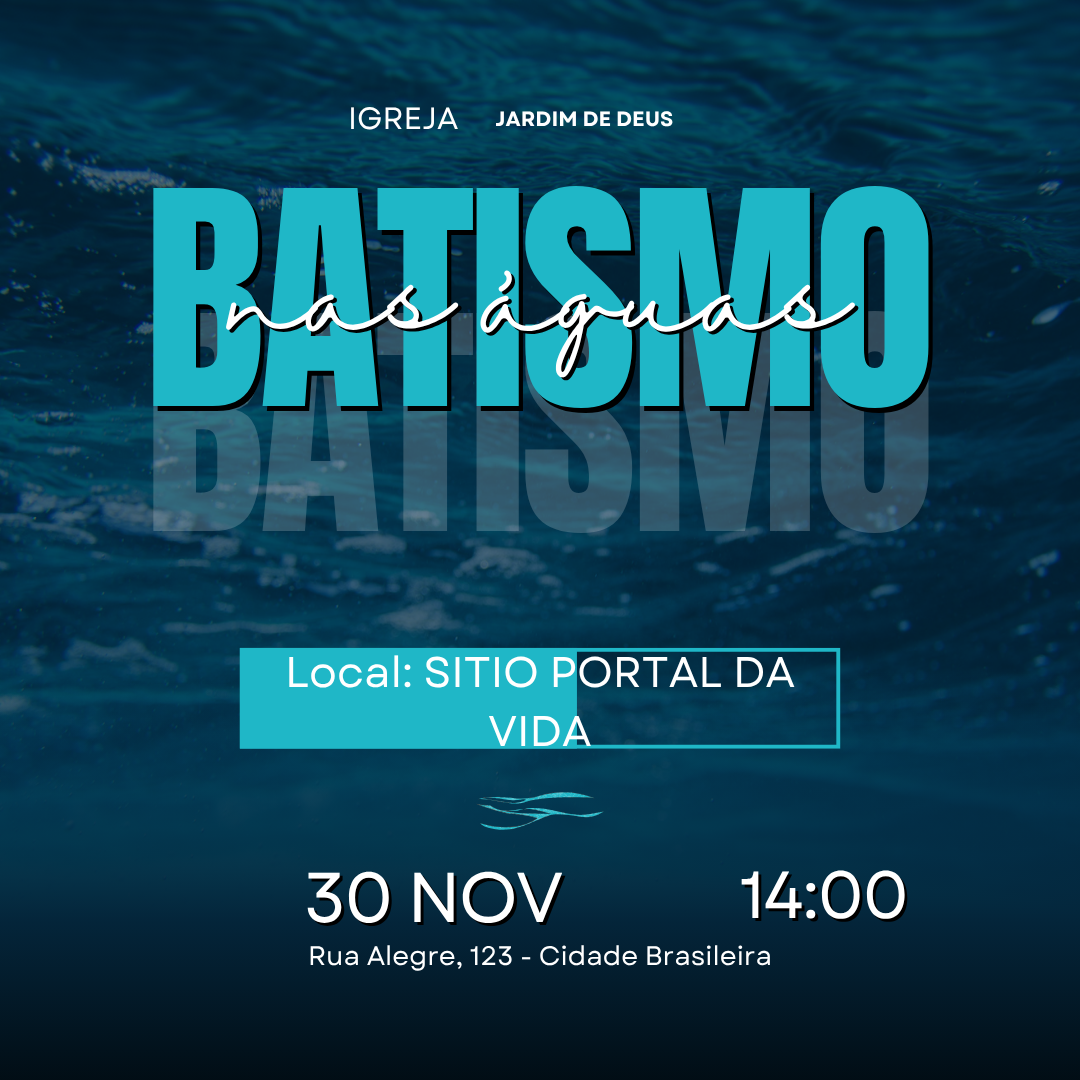 IGREJA JARDIM DE DEUS
BATISMO
nas águas
BATISMO
Local: SITIO PORTAL DA
VIDA
30 NOV 14:00
Rua Alegre, 123 - Cidade Brasileira